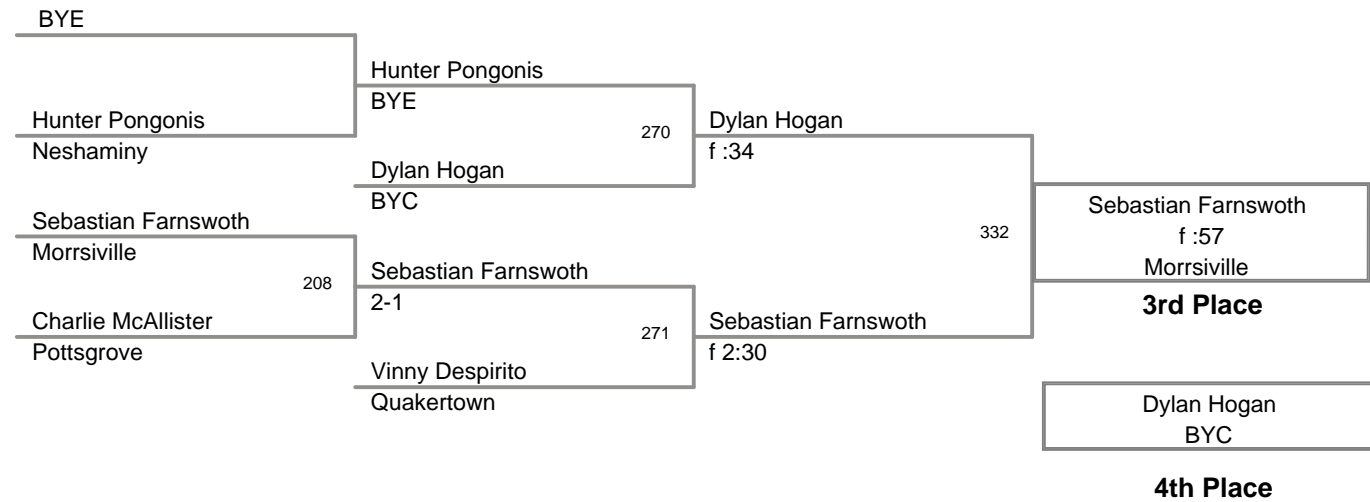 BYE
Hunter Pongonis
BYE
Hunter Pongonis
Neshaminy
270
Dylan Hogan
f :34
Dylan Hogan
BYC
Sebastian Farnswoth
Morrsiville
208
Sebastian Farnswoth
2-1
332
Sebastian Farnswoth
f :57
Morrsiville
3rd Place
Charlie McAllister
Pottsgrove
271
Sebastian Farnswoth
f 2:30
Vinny Despirito
Quakertown
Dylan Hogan
BYC
4th Place